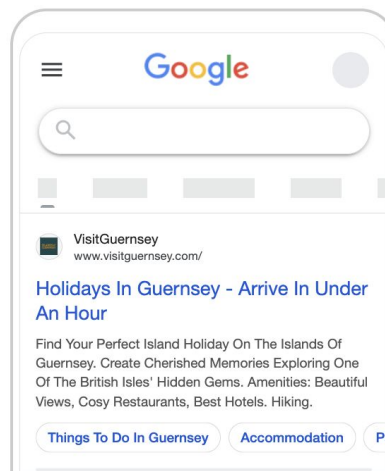 Google
VisitGuernsey
www.visitguernsey.com/
Holidays In Guernsey - Arrive In Under
An Hour
Find Your Perfect Island Holiday On The Islands Of
Guernsey. Create Cherished Memories Exploring One
Of The British Isles' Hidden Gems. Amenities: Beautiful
Views, Cosy Restaurants, Best Hotels. Hiking.
Things To Do In Guernsey Accommodation P